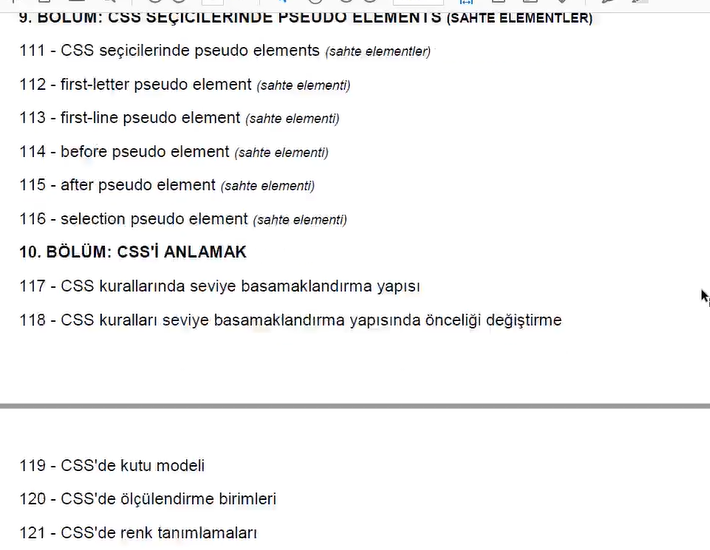 9. BÖLÜM: CSS SEÇİCİLERİNDE PSEUDO ELEMENTS (SAHTE ELEMENTLER)
111 - CSS seçicilerinde pseudo elements (sahte elementler)
112 - first-letter pseudo element (sahte elementi)
113 - first-line pseudo element (sahte elementi)
114 - before pseudo element (sahte elementi)
115 - after pseudo element (sahte elementi)
116 - selection pseudo element (sahte elementi)
10. BÖLÜM: CSS'İ ANLAMAK
117 - CSS kurallarında seviye basamaklandırma yapısı
118 - CSS kuralları seviye basamaklandırma yapısında önceliği değiştirme
119 - CSS'de kutu modeli
120 - CSS'de ölçülendirme birimleri
121 - CSS'de renk tanımlamaları